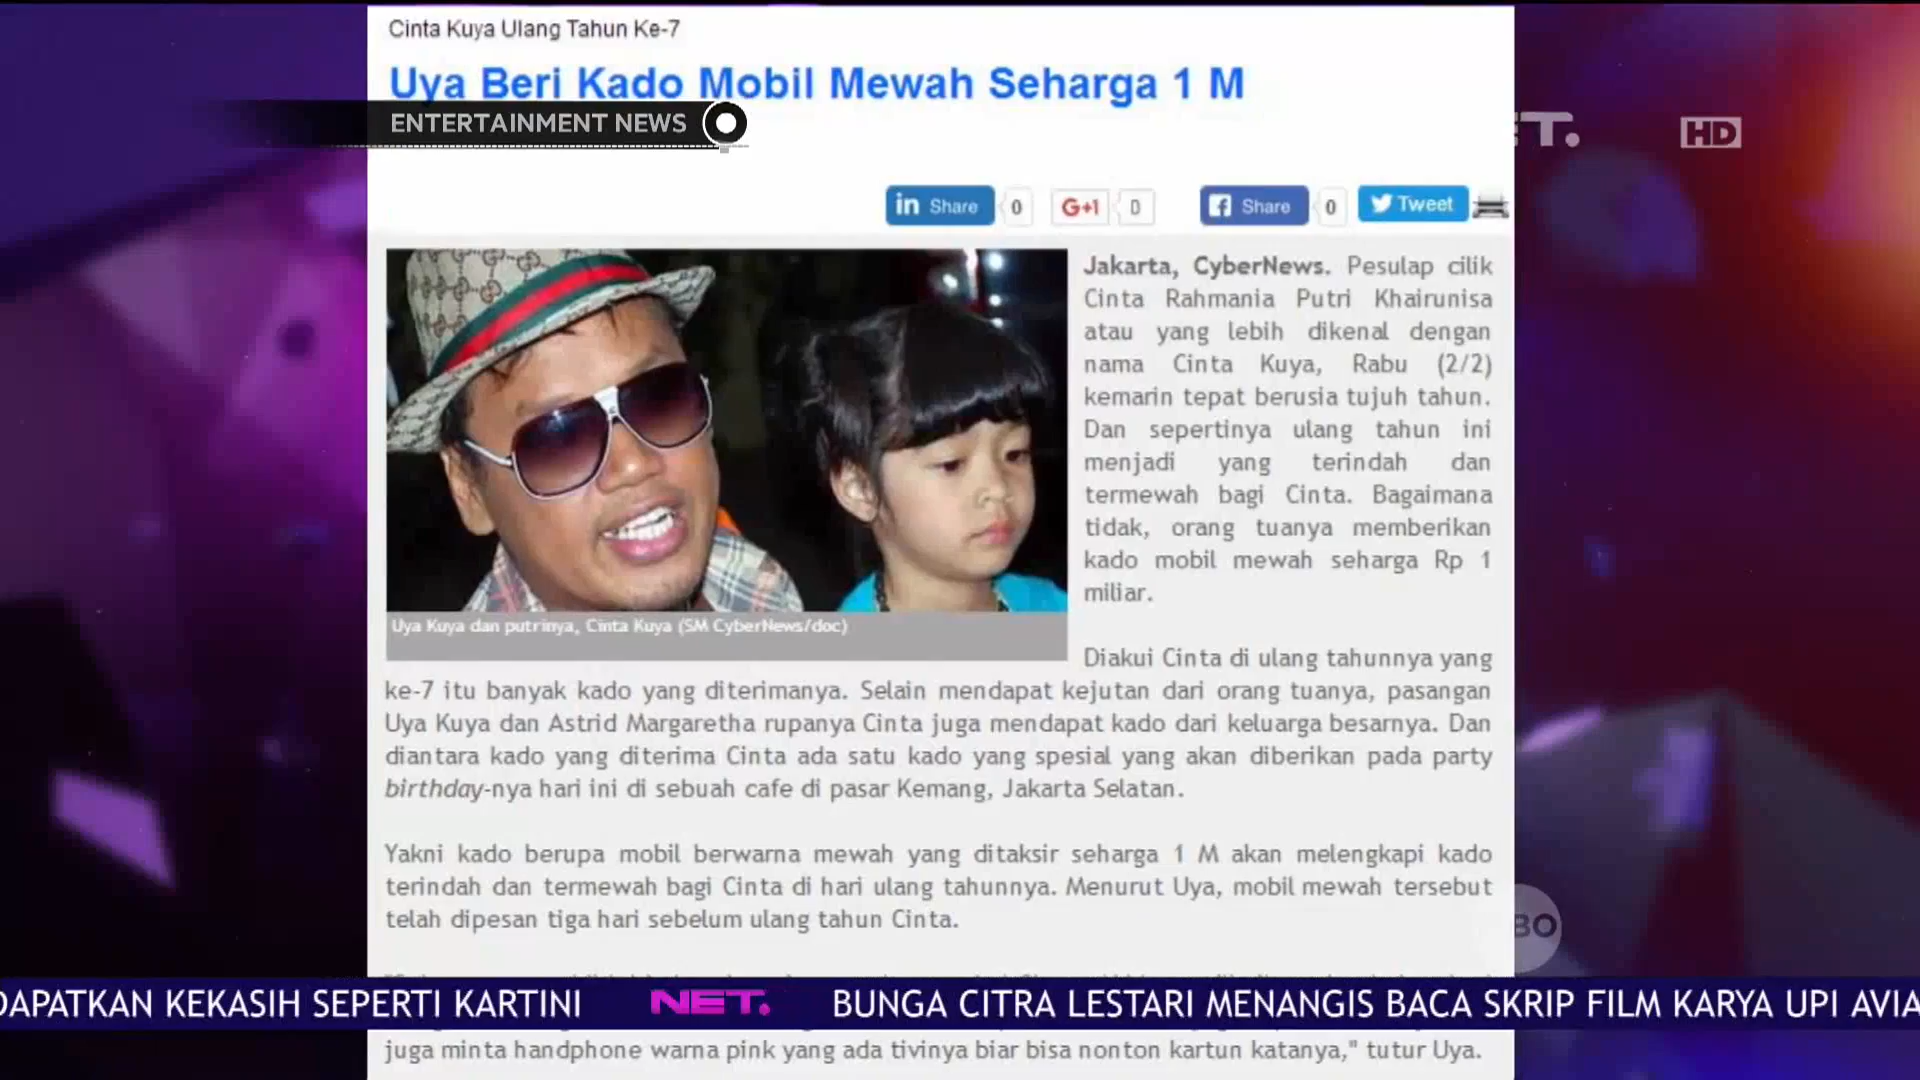 Cinta Kuya Ulang Tahun Ke-7
Uya Beri Kado Mobil Mewah Seharga 1 M
ENTERTAINMENT NEWS
ET.
HD
in Share 0
G+1 0
f Share 0
Tweet
Jakarta, CyberNews. Pesulap cilik
Cinta Rahmania Putri Khairunisa
atau yang lebih dikenal dengan
nama Cinta Kuya, Rabu (2/2)
kemarin tepat berusia tujuh tahun.
Dan sepertinya ulang tahun ini
menjadi yang terindah dan
termewah bagi Cinta. Bagaimana
tidak, orang tuanya memberikan
kado mobil mewah seharga Rp 1
miliar.
Uya Kuya dan putrinya, Cinta Kuya (SM CyberNews/doc)
Diakui Cinta di ulang tahunnya yang
ke-7 itu banyak kado yang diterimanya. Selain mendapat kejutan dari orang tuanya, pasangan
Uya Kuya dan Astrid Margaretha rupanya Cinta juga mendapat kado dari keluarga besarnya. Dan
diantara kado yang diterima Cinta ada satu kado yang spesial yang akan diberikan pada party
birthday-nya hari ini di sebuah cafe di pasar Kemang, Jakarta Selatan.
Yakni kado berupa mobil berwarna mewah yang ditaksir seharga 1 M akan melengkapi kado
terindah dan termewah bagi Cinta di hari ulang tahunnya. Menurut Uya, mobil mewah tersebut
telah dipesan tiga hari sebelum ulang tahun Cinta.
BO
DAPATKAN KEKASIH SEPERTI KARTINI NET. BUNGA CITRA LESTARI MENANGIS BACA SKRIP FILM KARYA UPI AVIA
juga minta handphone warna pink yang ada tivinya biar bisa nonton kartun katanya," tutur Uya.